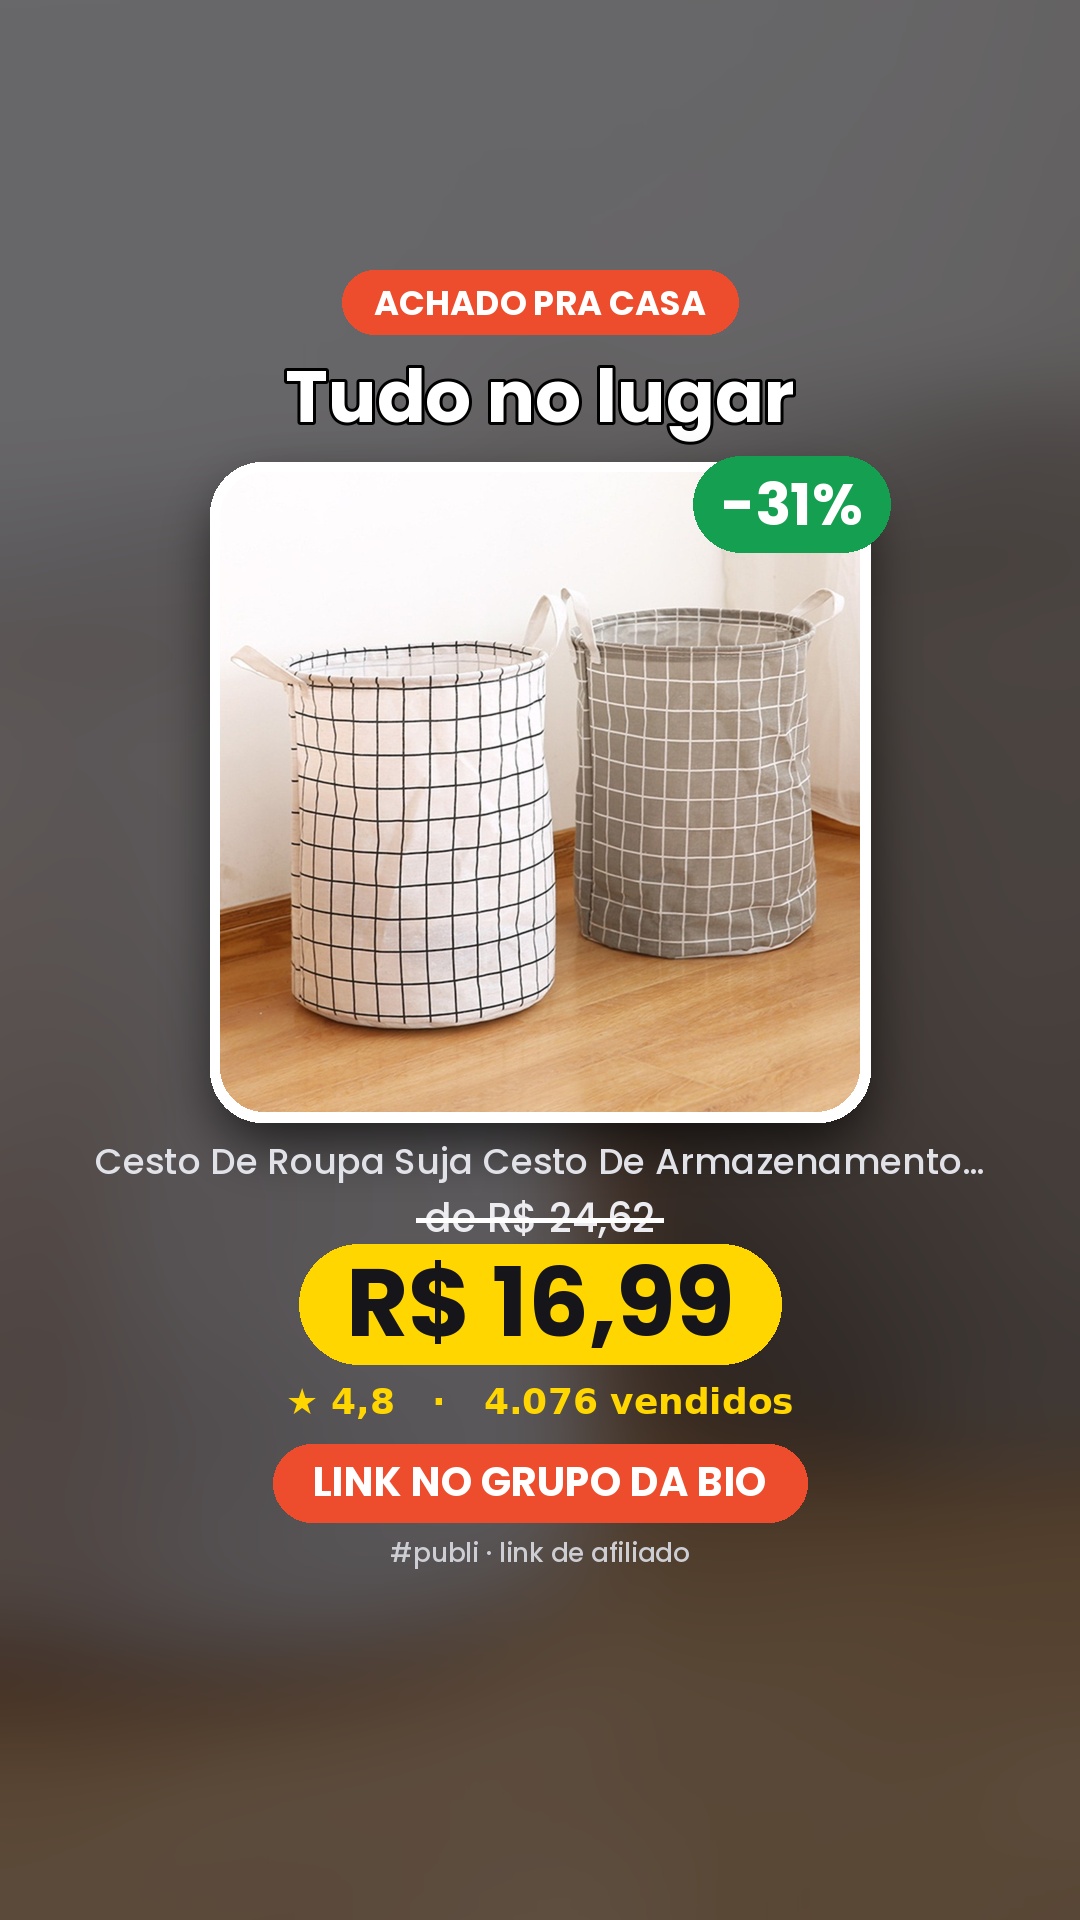 ACHADO PRA CASA
Tudo no lugar
-31%
Cesto De Roupa Suja Cesto De Armazenamento...
de R$ 24,62
R$ 16,99
★ 4,8 · 4.076 vendidos
LINK NO GRUPO DA BIO
#publi · link de afiliado